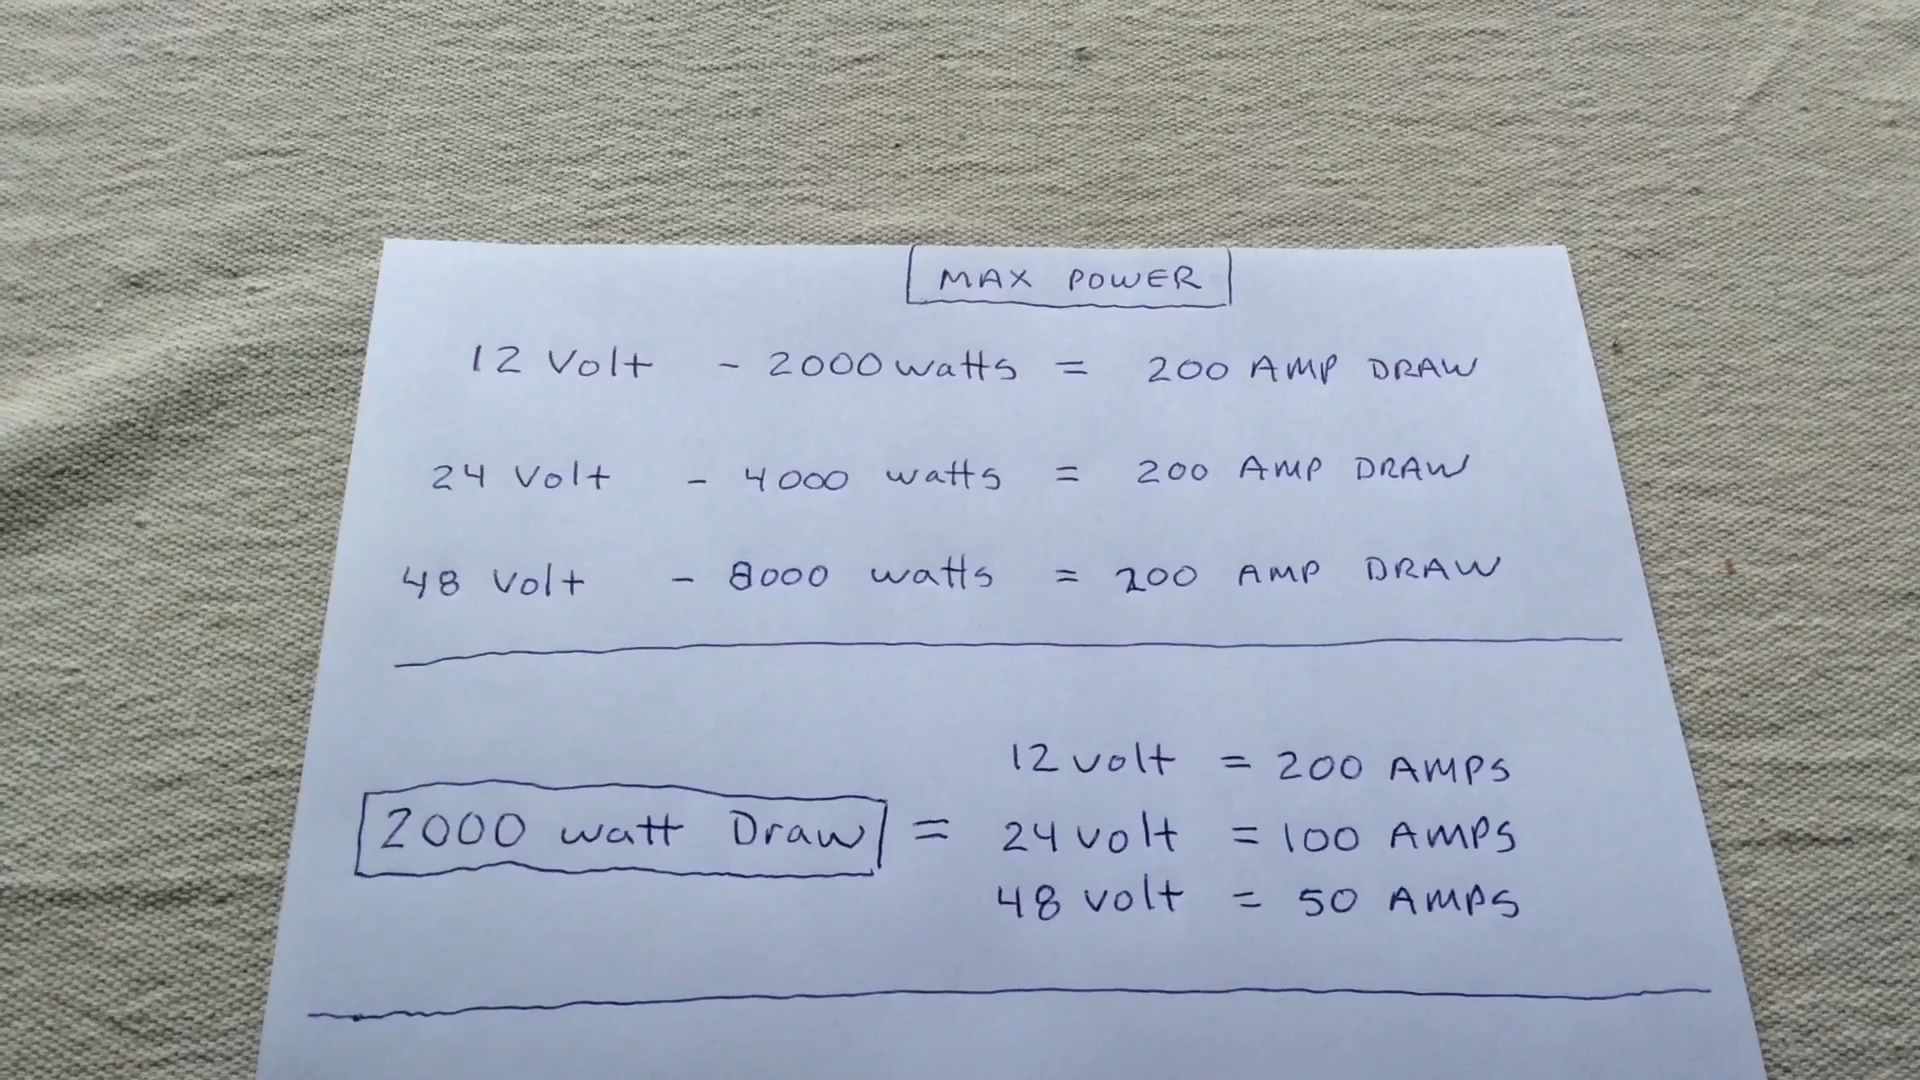 MAX POWER
12 Volt - 2000 watts = 200 AMP DRAW
24 Volt - 4000 watts = 200 AMP DRAW
48 Volt - 8000 watts = 200 AMP DRAW
12 volt = 200 AMPS
2000 watt Draw = 24 volt = 100 AMPS
48 volt = 50 AMPS